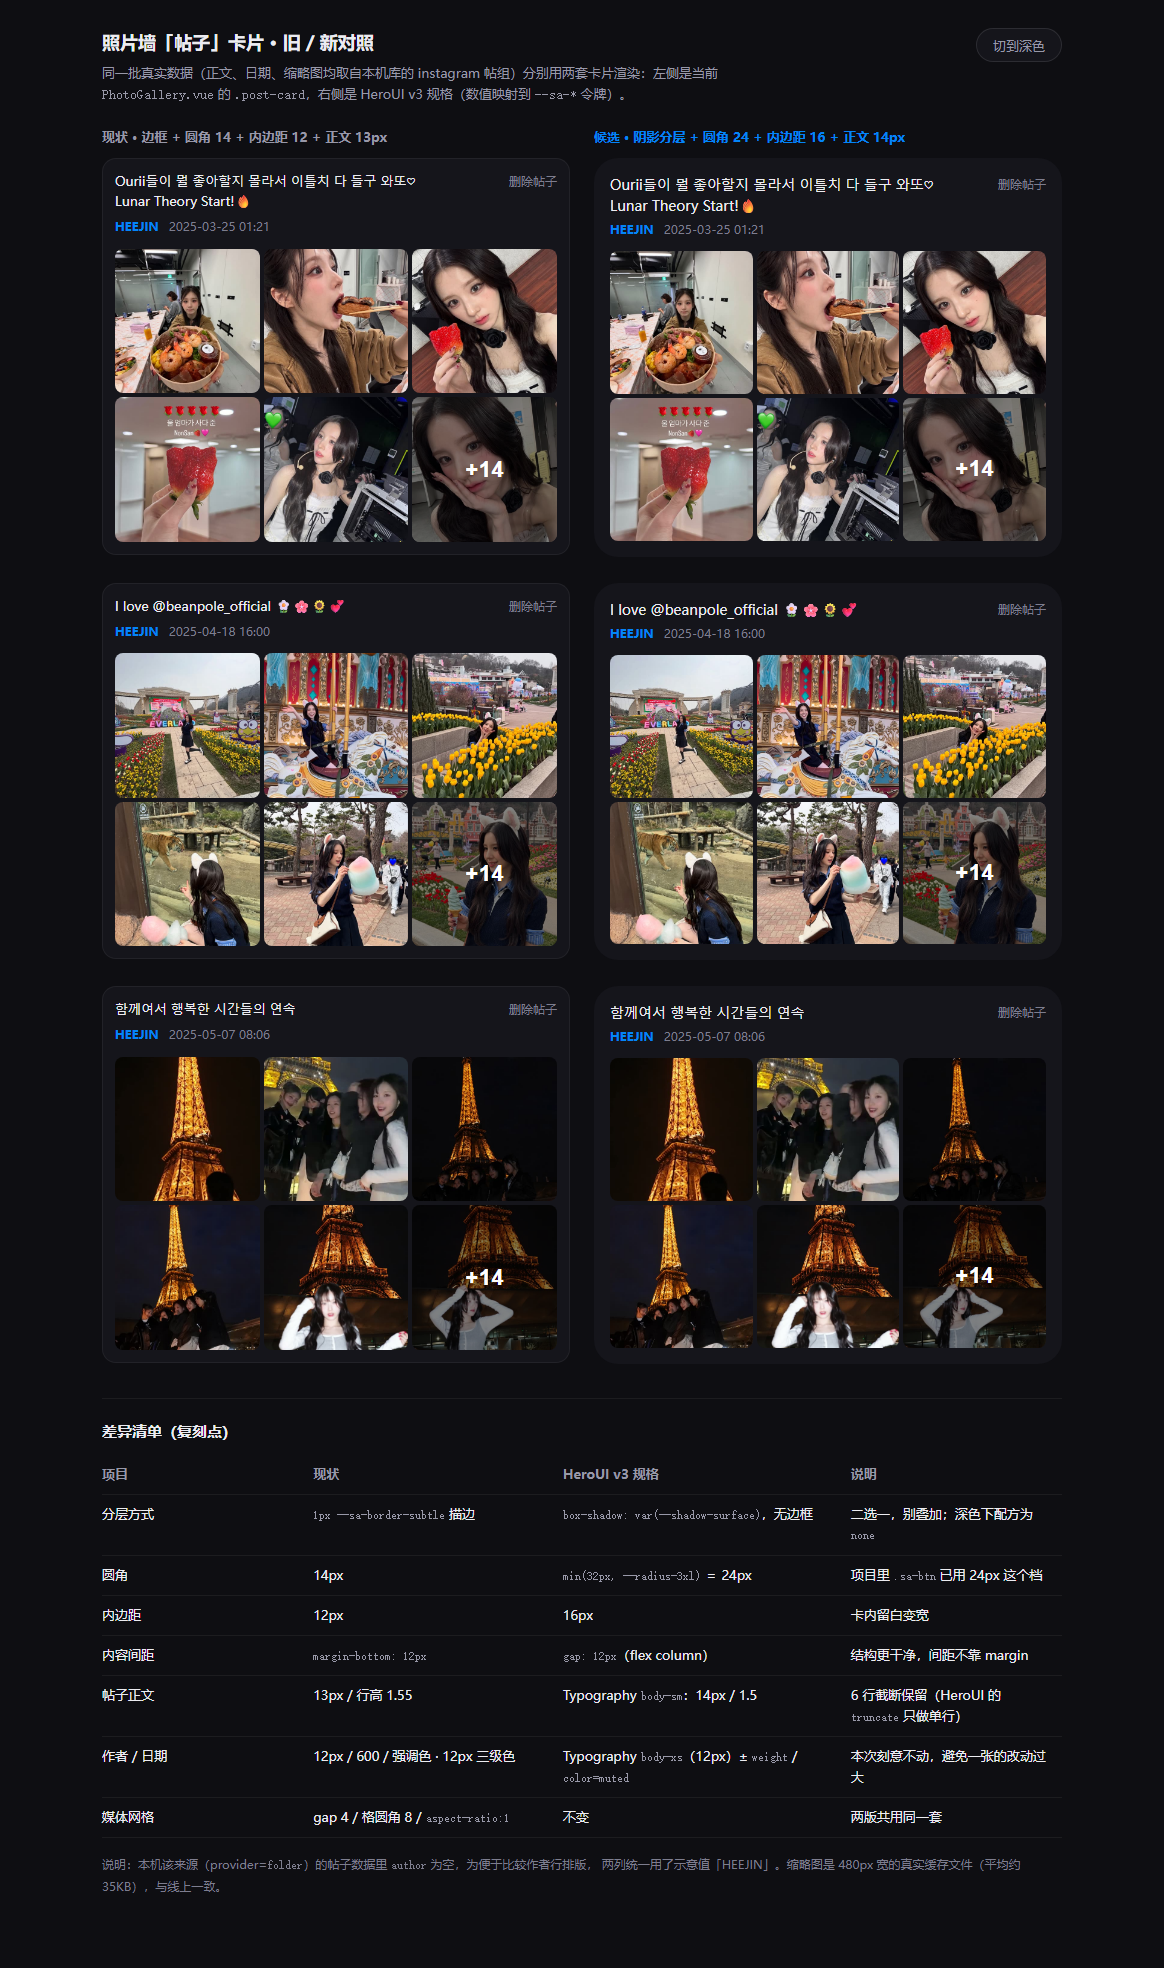 照片墙「帖子」卡片 · 旧 / 新对照
切到深色
同一批真实数据（正文、日期、缩略图均取自本机库的 instagram 帖组）分别用两套卡片渲染：左侧是当前
PhotoGallery.vue 的 .post-card，右侧是 HeroUI v3 规格（数值映射到 --sa-* 令牌）。
现状 · 边框 + 圆角 14 + 内边距 12 + 正文 13px
Ourii들이 뭘 좋아할지 몰라서 이틀치 다 들구 와또♡
删除帖子
Lunar Theory Start!🔥
HEEJIN 2025-03-25 01:21
몰 엄마가 사다 준
+14
I love @beanpole_official
删除帖子
HEEJIN 2025-04-18 16:00
EVERLA
+14
함께여서 행복한 시간들의 연속
删除帖子
HEEJIN 2025-05-07 08:06
+14
候选 · 阴影分层 + 圆角 24 + 内边距 16 + 正文 14px
Ourii들이 뭘 좋아할지 몰라서 이틀치 다 들구 와또♡
删除帖子
Lunar Theory Start!🔥
HEEJIN 2025-03-25 01:21
몰 엄마가 사다 준
+14
I love @beanpole_official
删除帖子
HEEJIN 2025-04-18 16:00
EVERLA
+14
함께여서 행복한 시간들의 연속
删除帖子
HEEJIN 2025-05-07 08:06
+14
差异清单（复刻点）
项目 现状 HeroUI v3 规格 说明
分层方式 1px --sa-border-subtle 描边 box-shadow: var(--shadow-surface)，无边框 二选一，别叠加；深色下配方为
none
圆角 14px min(32px, --radius-3xl) = 24px 项目里 .sa-btn 已用 24px 这个档
内边距 12px 16px 卡内留白变宽
内容间距 margin-bottom: 12px gap: 12px（flex column） 结构更干净，间距不靠 margin
帖子正文 13px / 行高 1.55 Typography body-sm：14px / 1.5 6 行截断保留（HeroUI 的
truncate 只做单行）
作者 / 日期 12px / 600 / 强调色 · 12px 三级色 Typography body-xs（12px）± weight / 本次刻意不动，避免一张的改动过
color=muted 大
媒体网格 gap 4 / 格圆角 8 / aspect-ratio:1 不变 两版共用同一套
说明：本机该来源（provider=folder）的帖子数据里 author 为空，为便于比较作者行排版， 两列统一用了示意值「HEEJIN」。缩略图是 480px 宽的真实缓存文件（平均约
35KB），与线上一致。